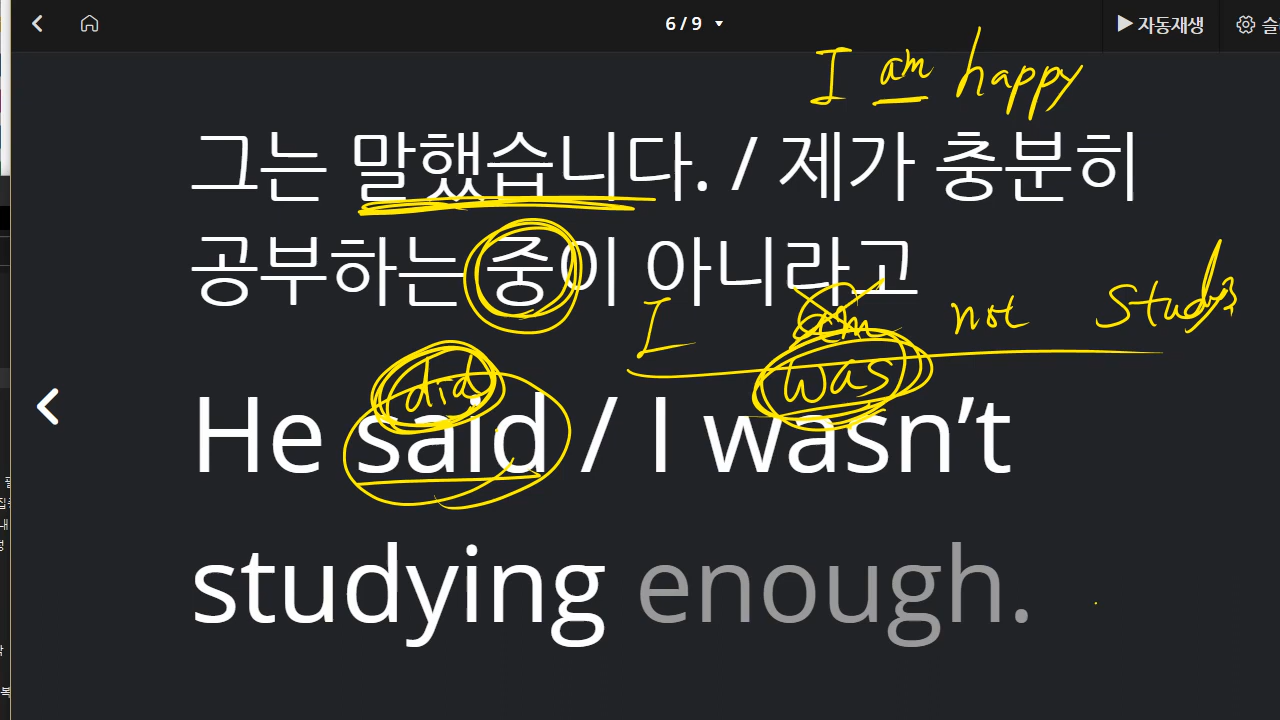 6 / 9
자동재생
슬
I am happy
그는 말했습니다. / 제가 충분히
공부하는 중이 아니라고
I am not
was
did
He said / I wasn't
studying enough.